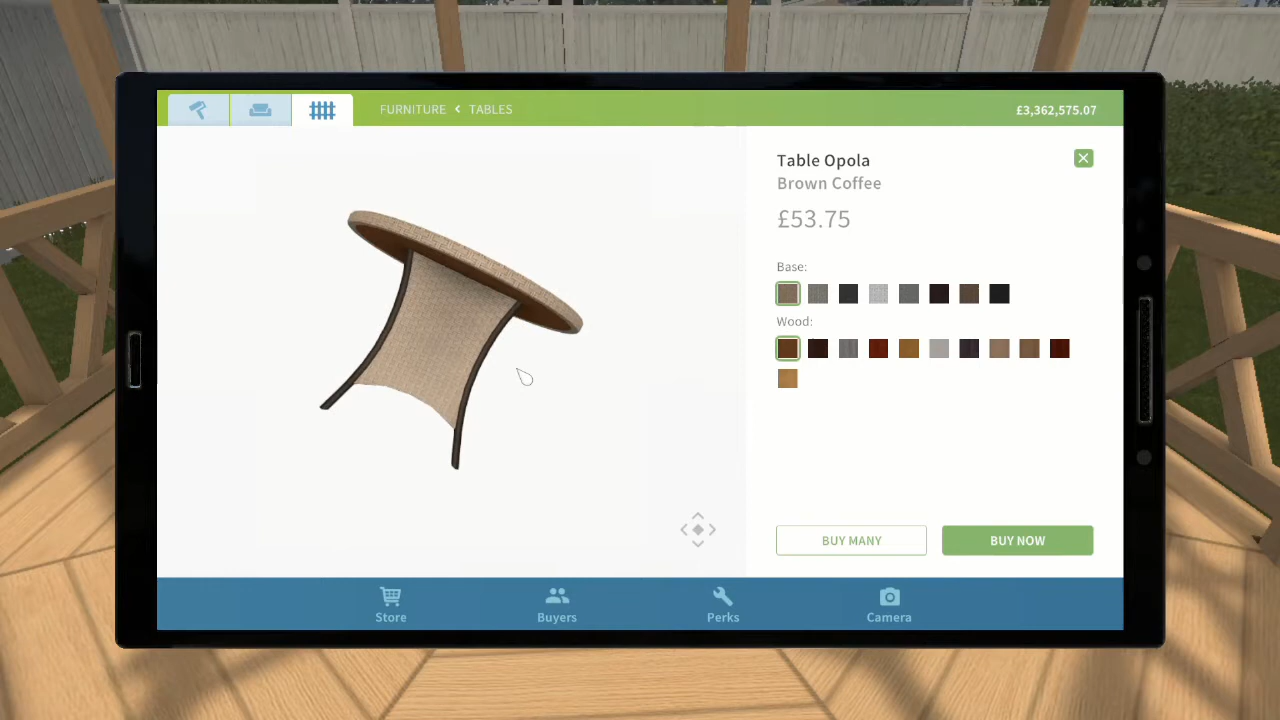 FURNITURE < TABLES
£3,362,575.07
Table Opola
Brown Coffee
£53.75
Base:
Wood:
BUY MANY
BUY NOW
Store
Buyers
Perks
Camera